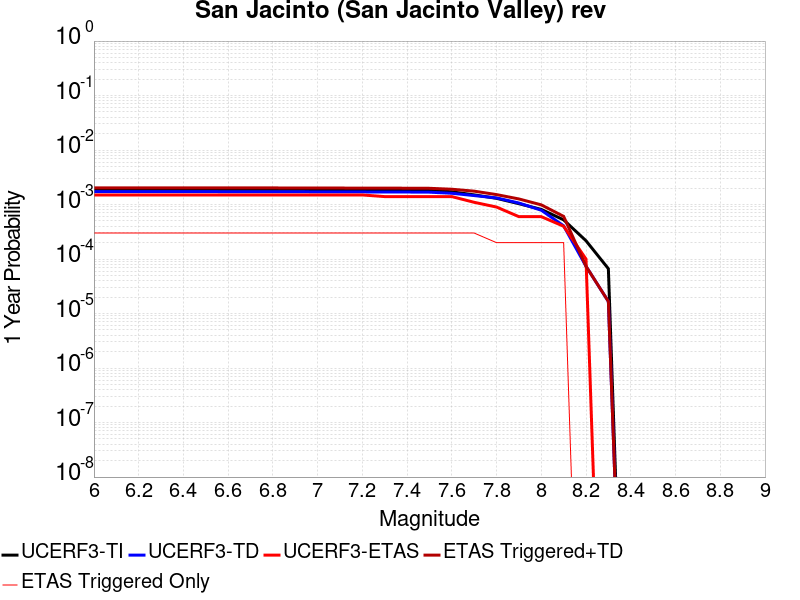 San Jacinto (San Jacinto Valley) rev
10^0
10^-1
10^-2
10^-3
10^-4
10^-5
10^-6
10^-7
10^-8
1 Year Probability
6 6.2 6.4 6.6 6.8 7 7.2 7.4 7.6 7.8 8 8.2 8.4 8.6 8.8 9
Magnitude
UCERF3-TI UCERF3-TD UCERF3-ETAS ETAS Triggered+TD
ETAS Triggered Only